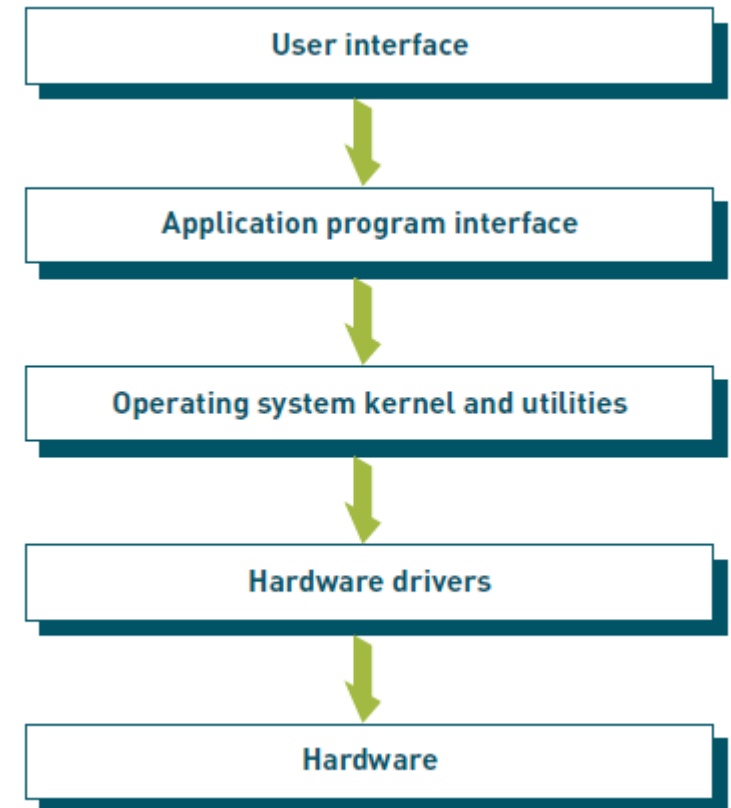 User interface
Application program interface
Operating system kernel and utilities
Hardware drivers
Hardware